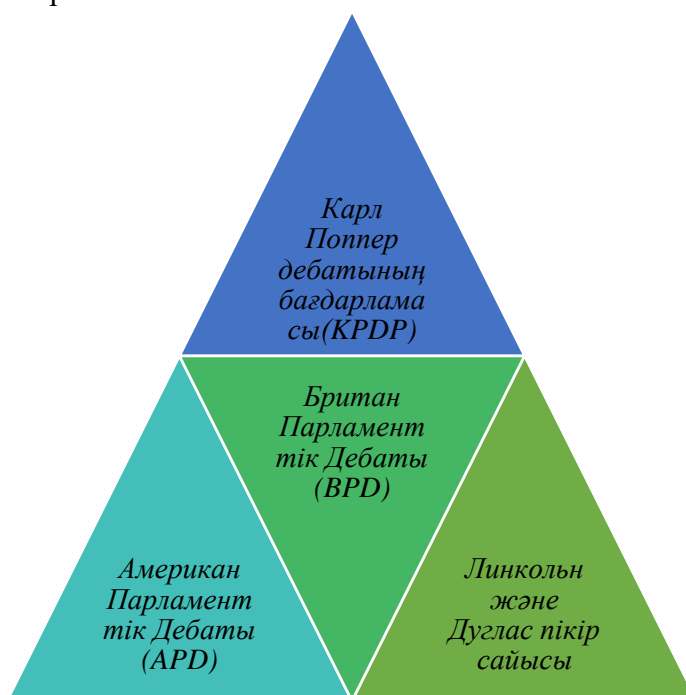 Карл
Поппер
дебатының
бағдарлама
сы(KPDP)
Британ
Парламент
тік Дебаты
(BPD)
Американ
Парламент
тік Дебаты
(APD)
Линкольн
және
Дуглас пікір
сайысы